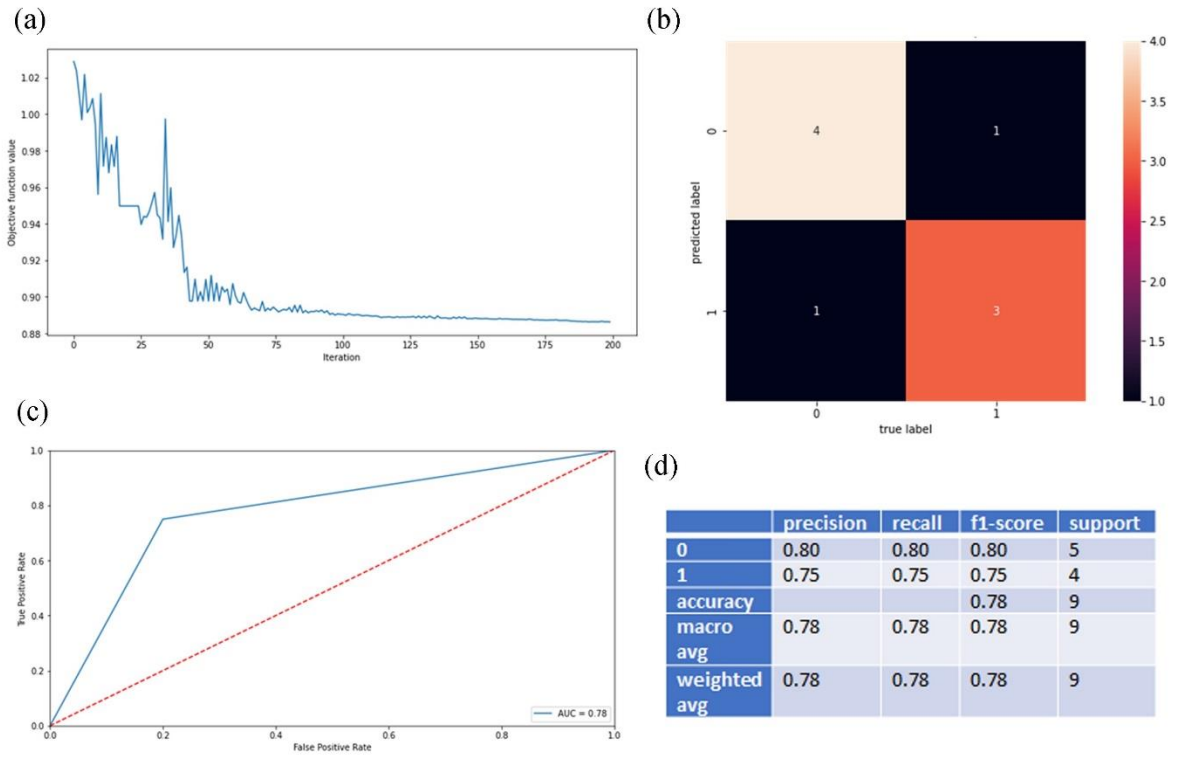 (a)
1.02
1.00
0.98
0.96
0.94
0.92
0.90
0.88
Objective function value
0 25 50 75 100 125 150 175 200
Iteration
(b)
4 1
1 3
0
1
predicted label
0 1
true label
4.0
3.5
3.0
2.5
2.0
1.5
1.0
(c)
1.0
0.8
0.6
0.4
0.2
0.0
True Positive Rate
AUC = 0.78
0.0 0.2 0.4 0.6 0.8 1.0
False Positive Rate
(d)
precision recall f1-score support
0 0.80 0.80 0.80 5
1 0.75 0.75 0.75 4
accuracy 0.78 9
macro 0.78 0.78 0.78 9
avg
weighted 0.78 0.78 0.78 9
avg